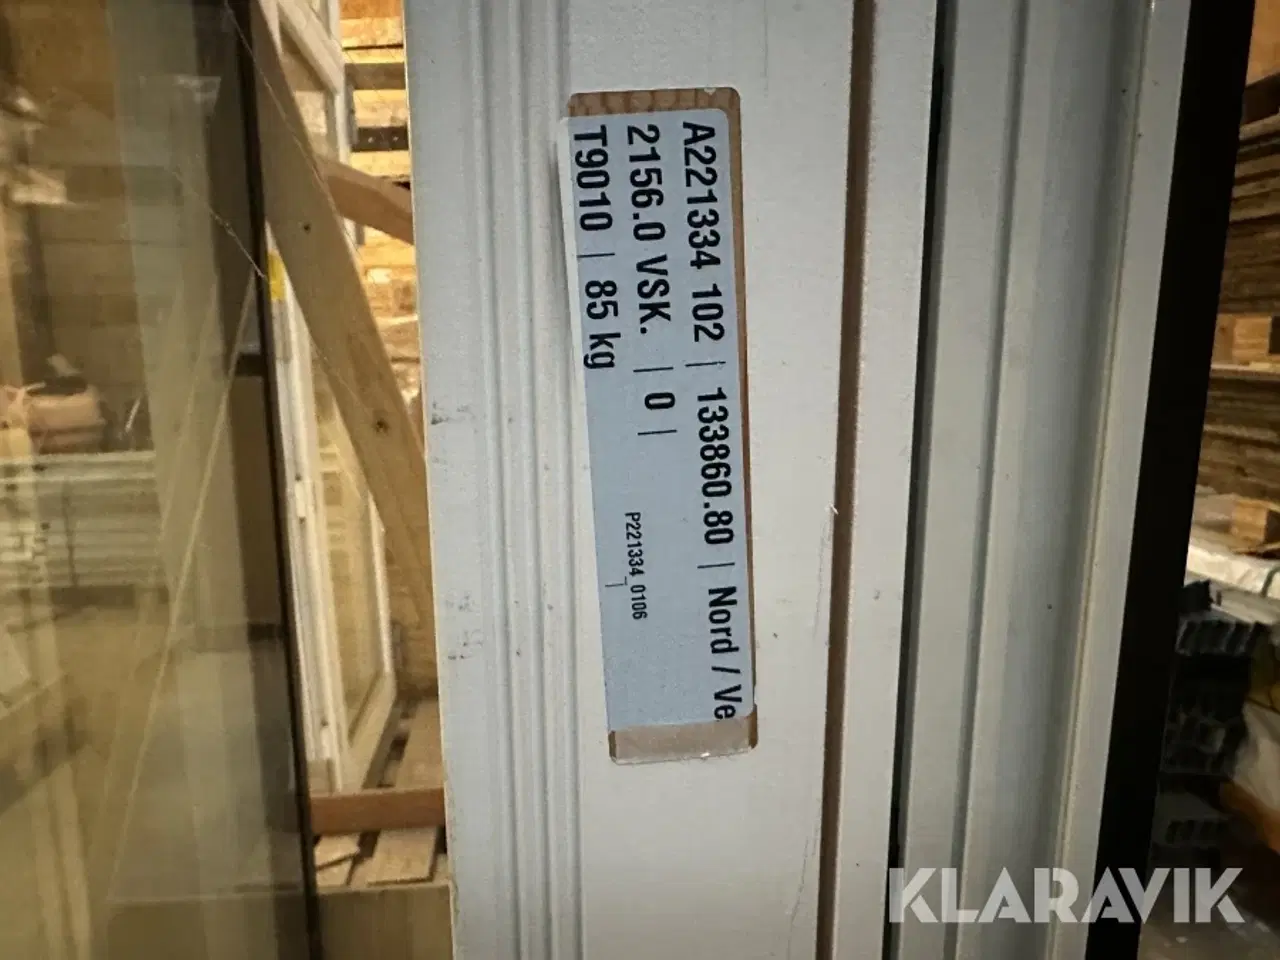 A221334 102 | 133860.80 | Nord / Ve
2156.0 VSK. | 0 |
T9010 | 85 kg
P221334_0106
|
KLARAVIK